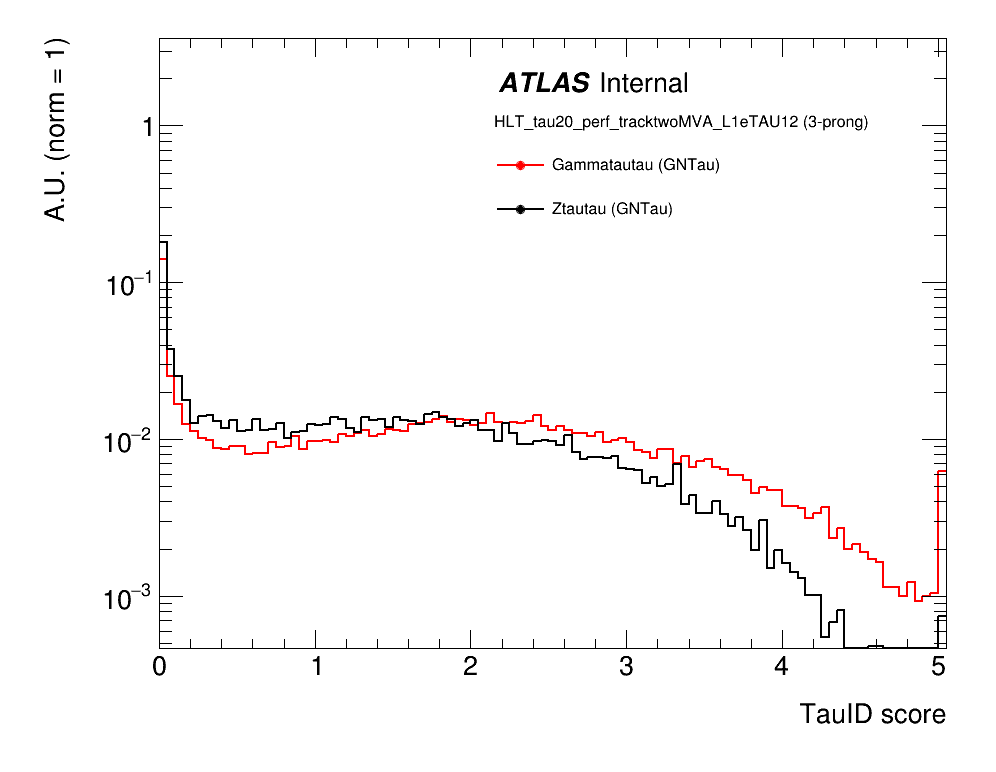 A.U. (norm = 1)
ATLAS Internal
HLT_tau20_perf_tracktwoMVA_L1eTAU12 (3-prong)
Gammatautau (GNTau)
Ztautau (GNTau)
1
10⁻¹
10⁻²
10⁻³
0 1 2 3 4 5
TauID score